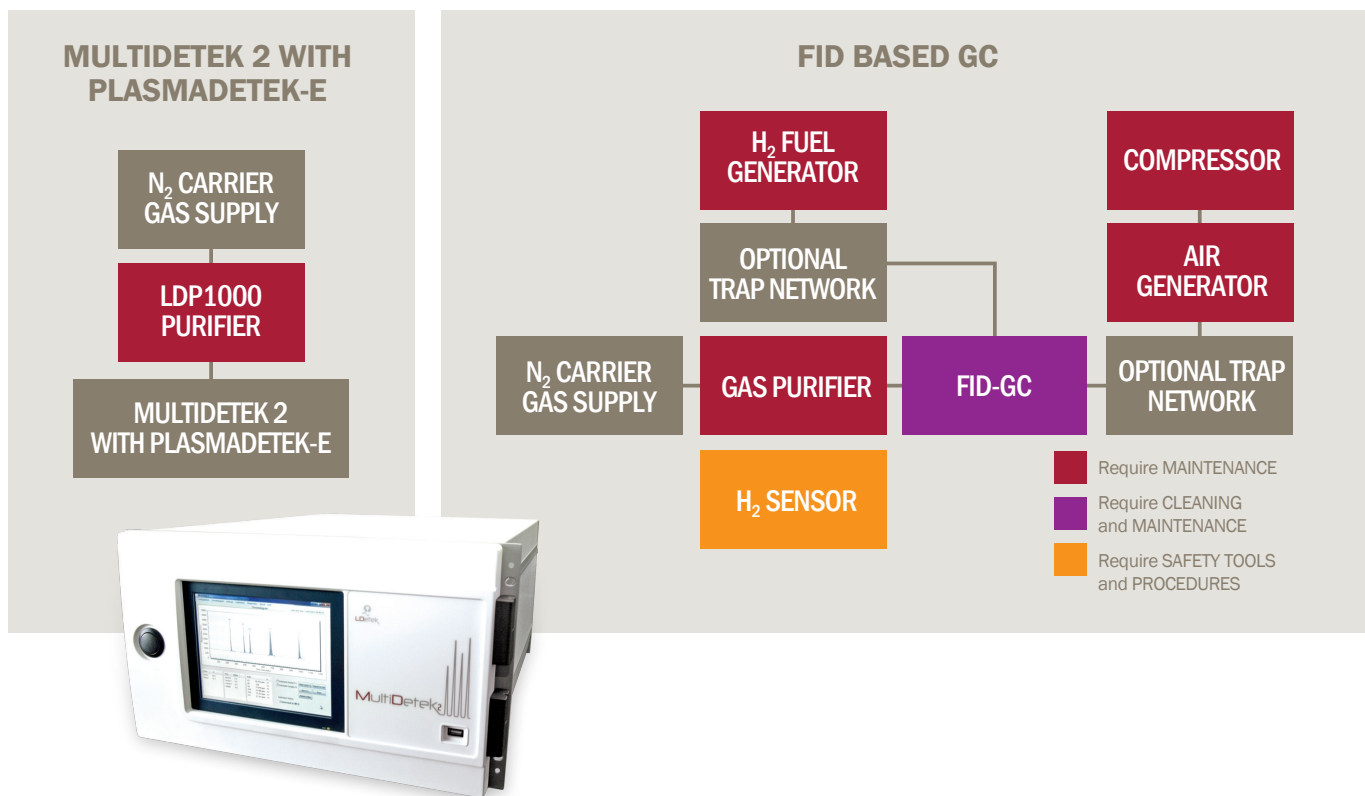 MULTIDETEK 2 WITH
PLASMADETEK-E
N₂ CARRIER
GAS SUPPLY
LDP1000
PURIFIER
MULTIDETEK 2
WITH PLASMADETEK-E
FID BASED GC
H₂ FUEL
GENERATOR
COMPRESSOR
OPTIONAL
TRAP NETWORK
AIR
GENERATOR
N₂ CARRIER
GAS SUPPLY
GAS PURIFIER
FID-GC
OPTIONAL TRAP
NETWORK
H₂ SENSOR
Require MAINTENANCE
Require CLEANING
and MAINTENANCE
Require SAFETY TOOLS
and PROCEDURES
LDetek
MultiDetek2